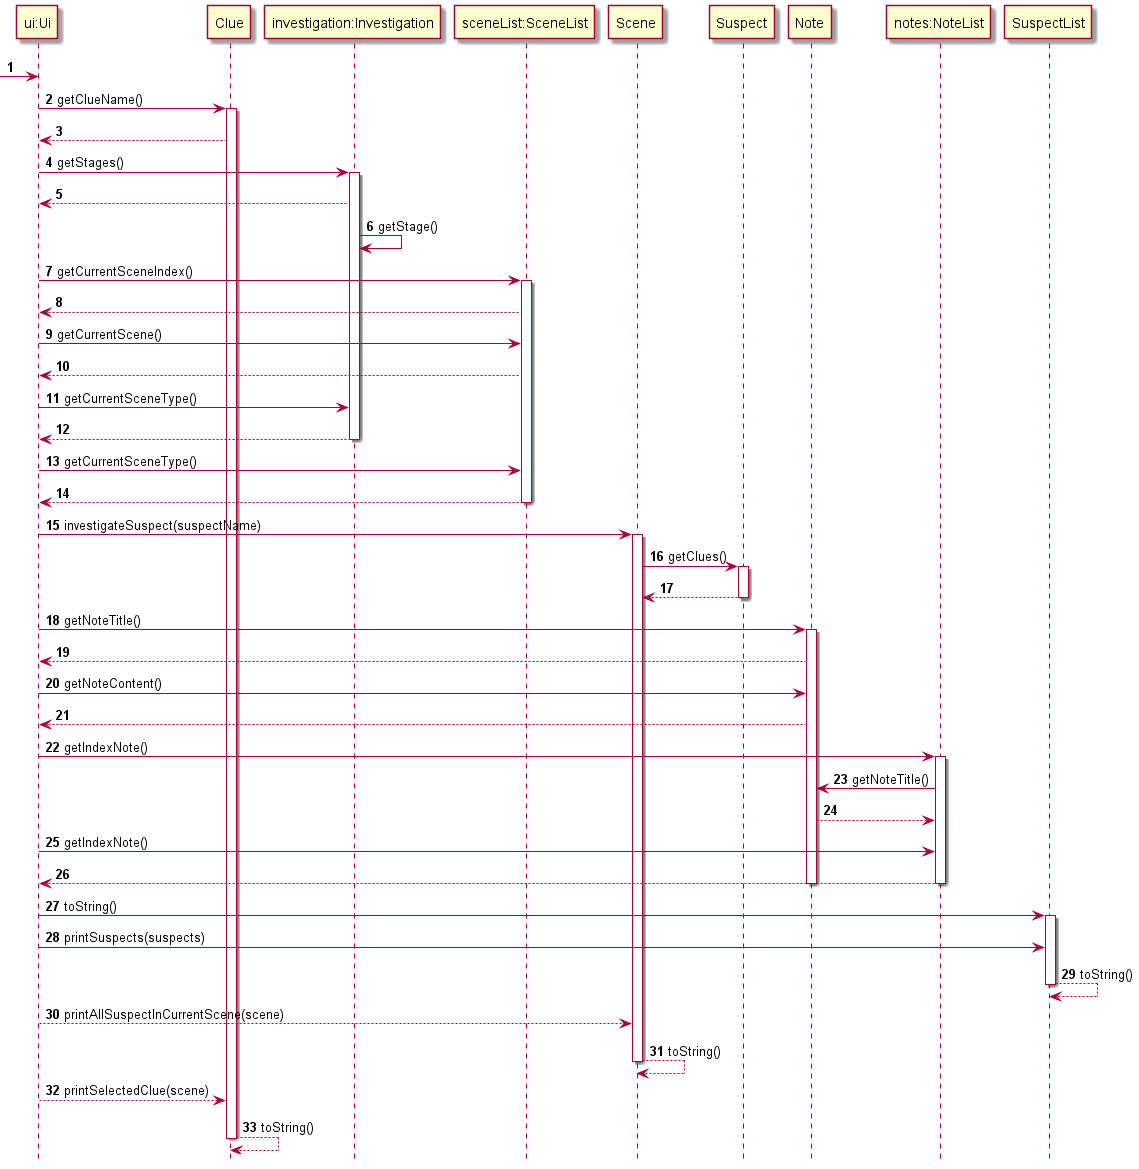 ui:Ui Clue investigation:Investigation sceneList:SceneList Scene Suspect Note notes:NoteList SuspectList
1
2 getClueName()
3
4 getStages()
5
6 getStage()
7 getCurrentSceneIndex()
8
9 getCurrentScene()
10
11 getCurrentSceneType()
12
13 getCurrentSceneType()
14
15 investigateSuspect(suspectName)
16 getClues()
17
18 getNoteTitle()
19
20 getNoteContent()
21
22 getIndexNote()
23 getNoteTitle()
24
25 getIndexNote()
26
27 toString()
28 printSuspects(suspects)
29 toString()
30 printAllSuspectInCurrentScene(scene)
31 toString()
32 printSelectedClue(scene)
33 toString()